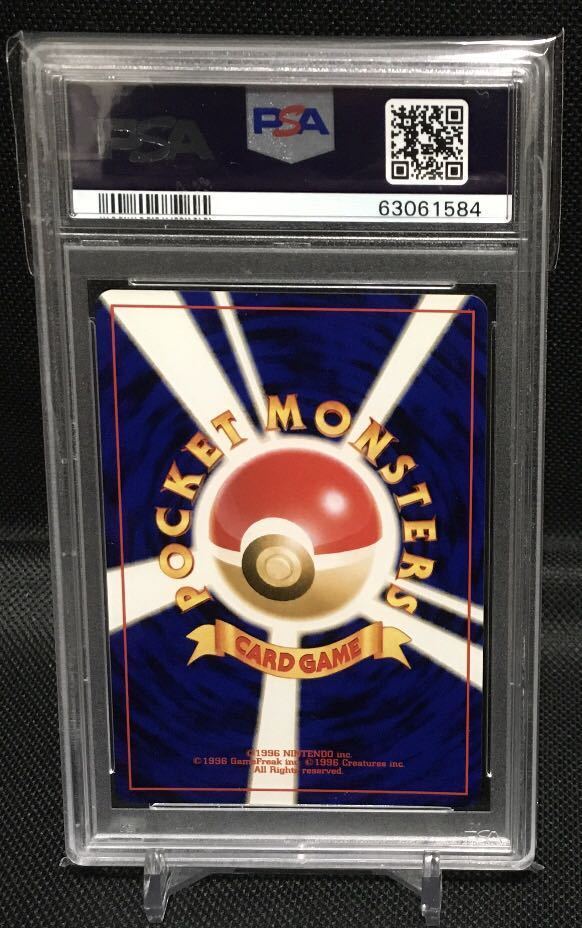 PSA
PSA
63061584
POCKET MONSTERS
CARD GAME
©1996 NINTENDO inc.
©1996 GameFreak inc. ©1996 Creatures inc.
All Rights reserved.
PSA